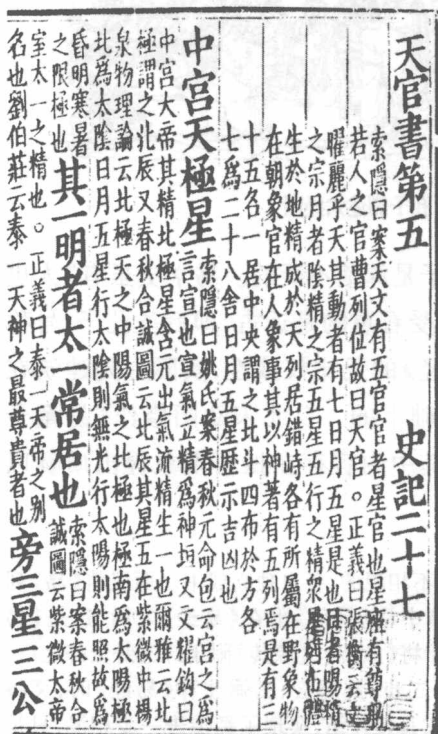 天官書第五　史記二十七
索隱曰案天文有五官官者星官也星座有尊卑
若人之官曹列位故曰天官。正義曰張衡云文
曜麗乎天其動者有七日月五星是也日者陽精
之宗月者陰精之宗五星五行之精衆星列布體
生於地精成於天列居錯峙各有所屬在野象物
在朝象官在人象事其以神著有五列焉是有三
十五名一居中央謂之北斗四布於方各
七爲二十八舍日月五星歷示吉凶也
中宮天極星索隱曰姚氏案春秋元命包云宮之爲
言宣也宣氣立精爲神垣又文耀鉤曰
中宮大帝其精北極星含元出氣流精生一也爾雅云北
極謂之北辰又春秋合誠圖云北辰其星五在紫微中楊
泉物理論云北極天之中陽氣之北極也極南爲太陽極
北爲太陰日月五星行太陰則無光行太陽則能照故爲
昏明寒暑
之限極也其一明者太一常居也索隱曰案春秋合
誠圖云紫微太帝
室太一之精也。正義曰泰一天帝之別
名也劉伯莊云泰一天神之最尊貴者也旁三星三公